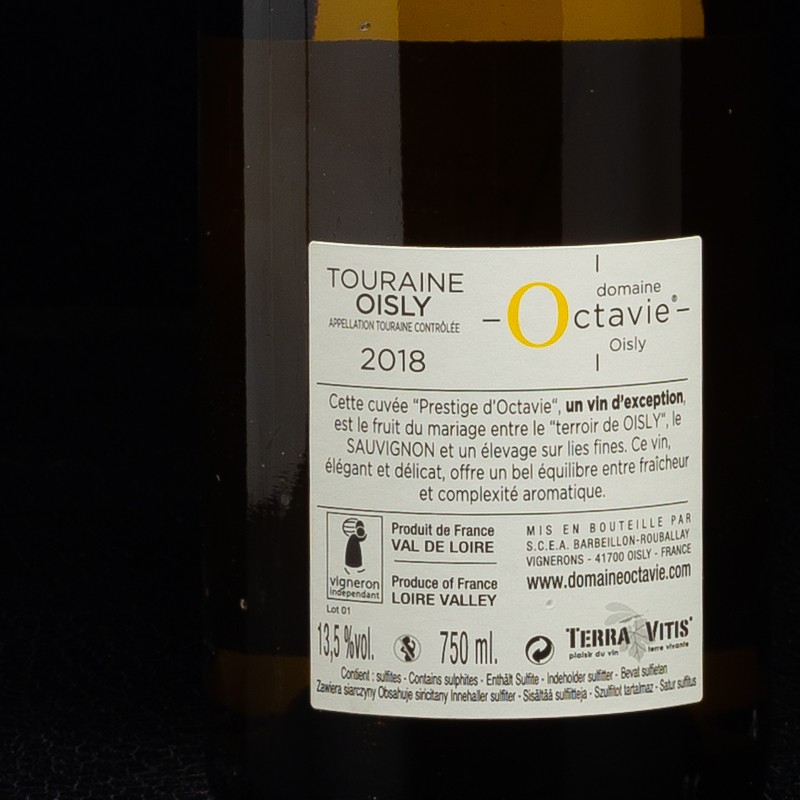 TOURAINE
OISLY
APPELLATION TOURAINE CONTRÔLÉE
2018
domaine
Octavie®
Oisly
Cette cuvée "Prestige d'Octavie", un vin d'exception,
est le fruit du mariage entre le "terroir de OISLY", le
SAUVIGNON et un élevage sur lies fines. Ce vin,
élégant et délicat, offre un bel équilibre entre fraîcheur
et complexité aromatique.
vigneron
indépendant
Lot 01
Produit de France
VAL DE LOIRE
Produce of France
LOIRE VALLEY
MIS EN BOUTEILLE PAR
S.C.E.A. BARBEILLON-ROUBALLAY
VIGNERONS - 41700 OISLY - FRANCE
www.domaineoctavie.com
13,5 %vol.
750 ml.
TERRA VITIS
plaisir du vin terre vivante
Contient : sulfites - Contains sulphites - Enthält Sulfite - Indeholder sulfitter - Bevat sulfieten
Zawiera siarczyny Obsahuje siricitany Innehaller sulfiter - Sisältää sulfiitteja - Szulfitot tartalmaz - Satur sulfitus